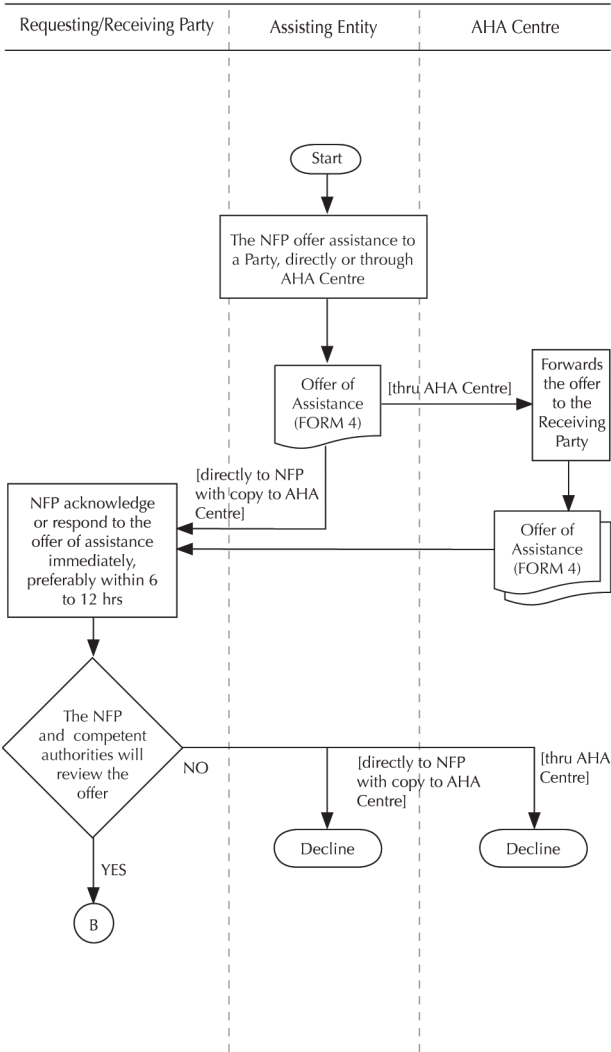 Requesting/Receiving Party
Assisting Entity
AHA Centre
Start
The NFP offer assistance to
a Party, directly or through
AHA Centre
Offer of
Assistance
(FORM 4)
[thru AHA Centre]
Forwards
the offer
to the
Receiving
Party
[directly to NFP
with copy to AHA
Centre]
NFP acknowledge
or respond to the
offer of assistance
immediately,
preferably within 6
to 12 hrs
Offer of
Assistance
(FORM 4)
The NFP
and competent
authorities will
review the
offer
NO
[directly to NFP
with copy to AHA
Centre]
[thru AHA
Centre]
Decline
Decline
YES
B